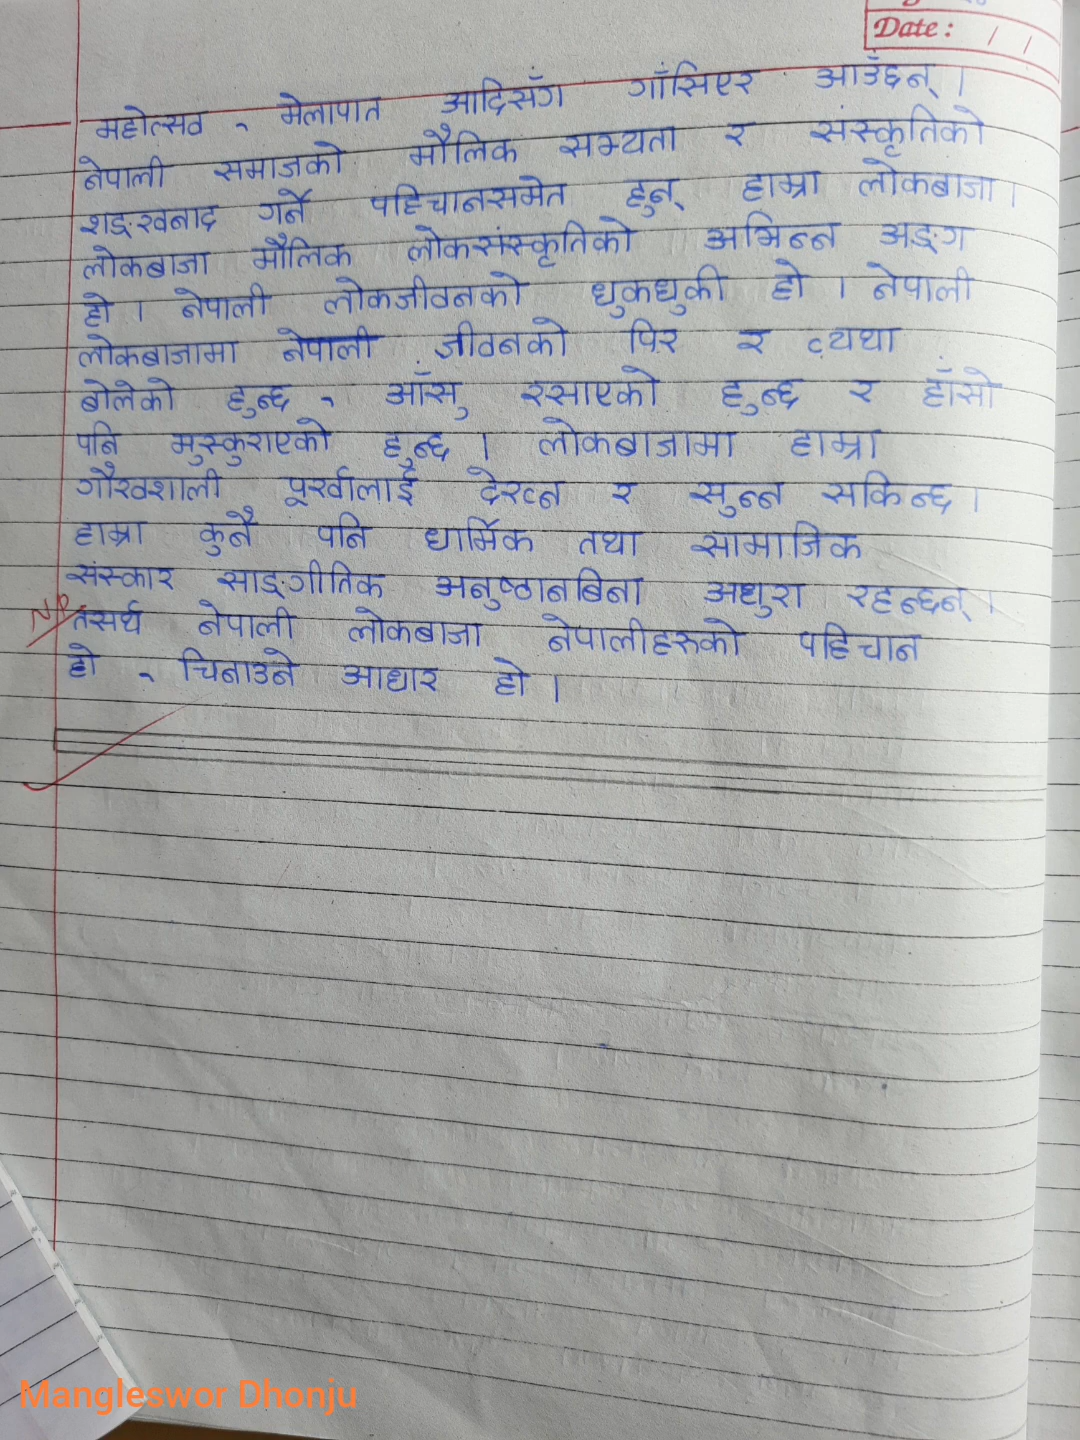 Date: / /
महोत्सव, मेलापात आदिसँग गाँसिएर आउँछन् ।
नेपाली समाजको मौलिक सभ्यता र संस्कृतिको
शङ्खनाद गर्ने पहिचानसमेत हुन् हाम्रा लोकबाजा ।
लोकबाजा मौलिक लोकसंस्कृतिको अभिन्न अङ्ग
हो । नेपाली लोकजीवनको धुकधुकी हो । नेपाली
लोकबाजामा नेपाली जीवनको पिर र व्यथा
बोलेको हुन्छ, आँसु रसाएको हुन्छ र हाँसो
पनि मुस्कुराएको हुन्छ । लोकबाजामा हाम्रा
गौरवशाली पूर्खालाई देख्न र सुन्न सकिन्छ ।
हाम्रा कुनै पनि धार्मिक तथा सामाजिक
संस्कार साङ्गीतिक अनुष्ठानबिना अधुरा रहन्छन् ।
NP तसर्थ नेपाली लोकबाजा नेपालीहरुको पहिचान
हो, चिनाउने आधार हो ।
Mangleswor Dhonju